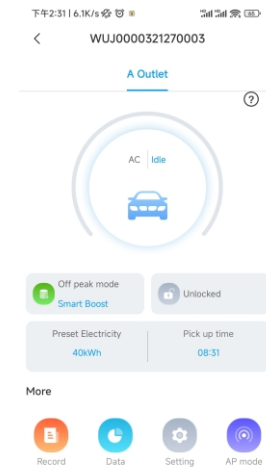 下午2:31 | 6.1K/s
65
WUJ0000321270003
A Outlet
?
AC | Idle
Off peak mode
Smart Boost
Unlocked
Preset Electricity
40kWh
Pick up time
08:31
More
Record
Data
Setting
AP mode